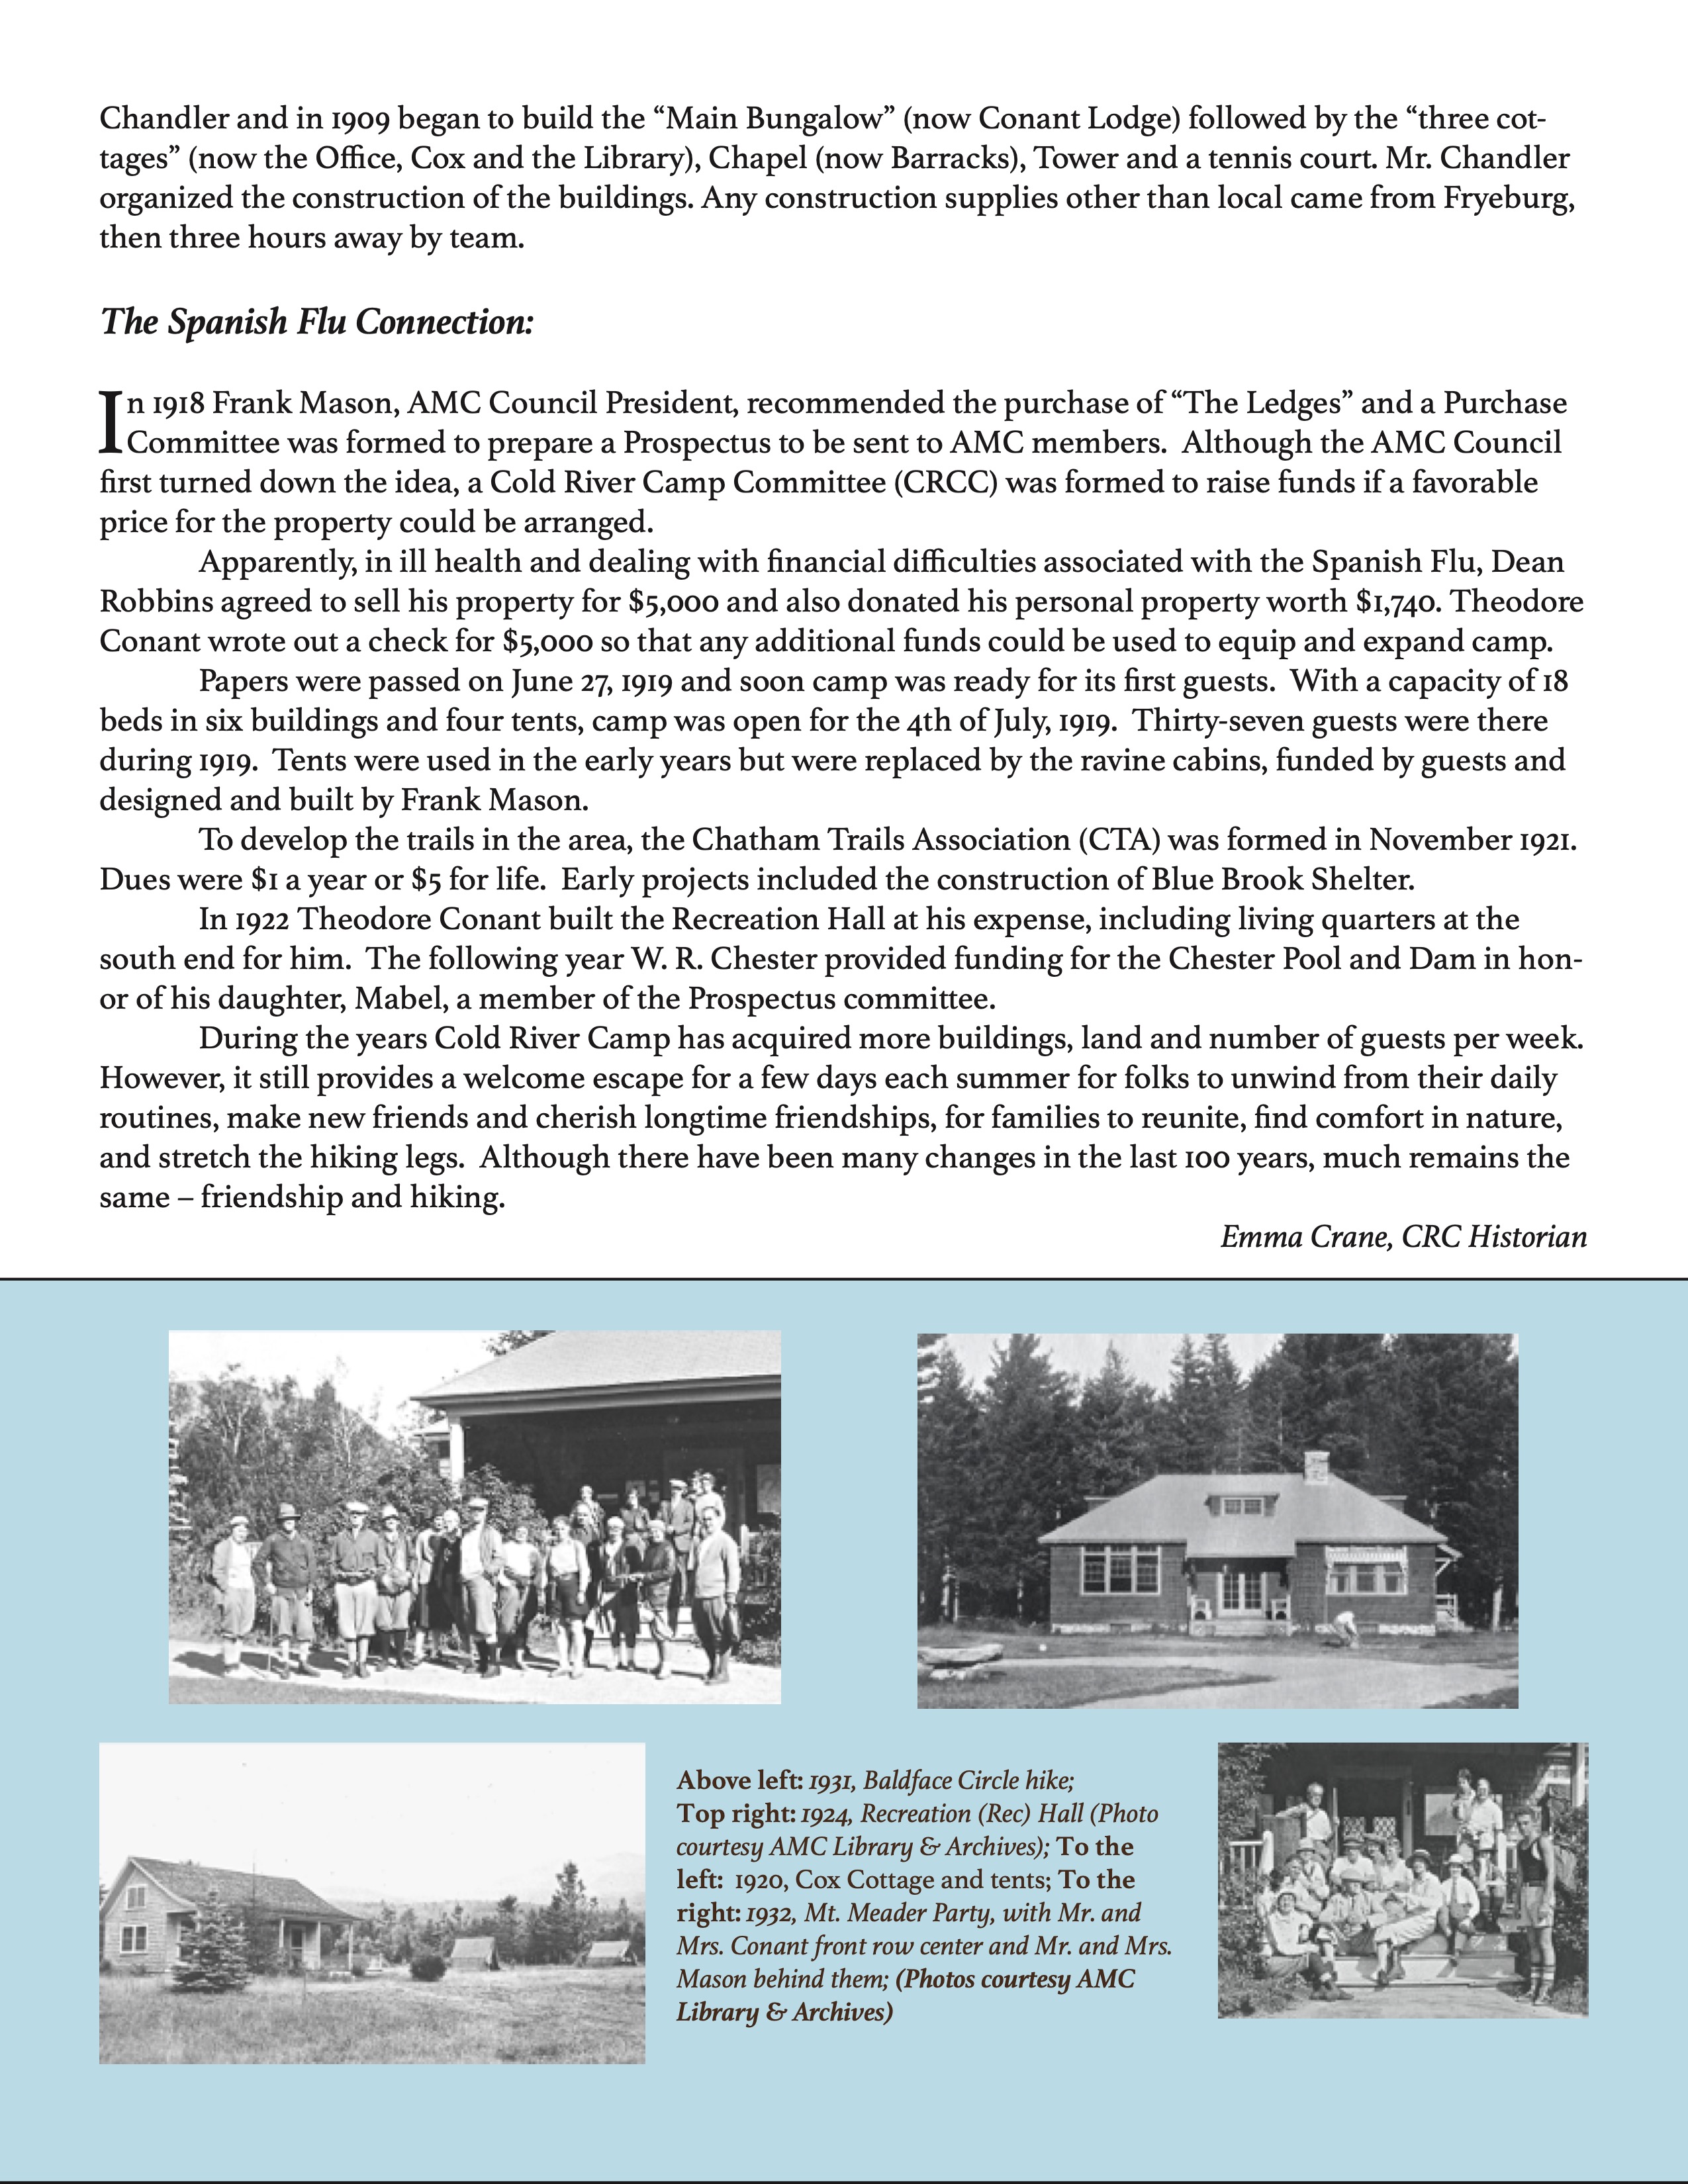 Chandler and in 1909 began to build the “Main Bungalow” (now Conant Lodge) followed by the “three cot-
tages” (now the Office, Cox and the Library), Chapel (now Barracks), Tower and a tennis court. Mr. Chandler
organized the construction of the buildings. Any construction supplies other than local came from Fryeburg,
then three hours away by team.
The Spanish Flu Connection:
In 1918 Frank Mason, AMC Council President, recommended the purchase of “The Ledges” and a Purchase
Committee was formed to prepare a Prospectus to be sent to AMC members.  Although the AMC Council
first turned down the idea, a Cold River Camp Committee (CRCC) was formed to raise funds if a favorable
price for the property could be arranged.
Apparently, in ill health and dealing with financial difficulties associated with the Spanish Flu, Dean
Robbins agreed to sell his property for $5,000 and also donated his personal property worth $1,740. Theodore
Conant wrote out a check for $5,000 so that any additional funds could be used to equip and expand camp.
Papers were passed on June 27, 1919 and soon camp was ready for its first guests.  With a capacity of 18
beds in six buildings and four tents, camp was open for the 4th of July, 1919.  Thirty-seven guests were there
during 1919.  Tents were used in the early years but were replaced by the ravine cabins, funded by guests and
designed and built by Frank Mason.
To develop the trails in the area, the Chatham Trails Association (CTA) was formed in November 1921.
Dues were $1 a year or $5 for life.  Early projects included the construction of Blue Brook Shelter.
In 1922 Theodore Conant built the Recreation Hall at his expense, including living quarters at the
south end for him.  The following year W. R. Chester provided funding for the Chester Pool and Dam in hon-
or of his daughter, Mabel, a member of the Prospectus committee.
During the years Cold River Camp has acquired more buildings, land and number of guests per week.
However, it still provides a welcome escape for a few days each summer for folks to unwind from their daily
routines, make new friends and cherish longtime friendships, for families to reunite, find comfort in nature,
and stretch the hiking legs.  Although there have been many changes in the last 100 years, much remains the
same – friendship and hiking.
Emma Crane, CRC Historian
Above left: 1931, Baldface Circle hike;
Top right: 1924, Recreation (Rec) Hall (Photo
courtesy AMC Library & Archives); To the
left:  1920, Cox Cottage and tents; To the
right: 1932, Mt. Meader Party, with Mr. and
Mrs. Conant front row center and Mr. and Mrs.
Mason behind them; (Photos courtesy AMC
Library & Archives)